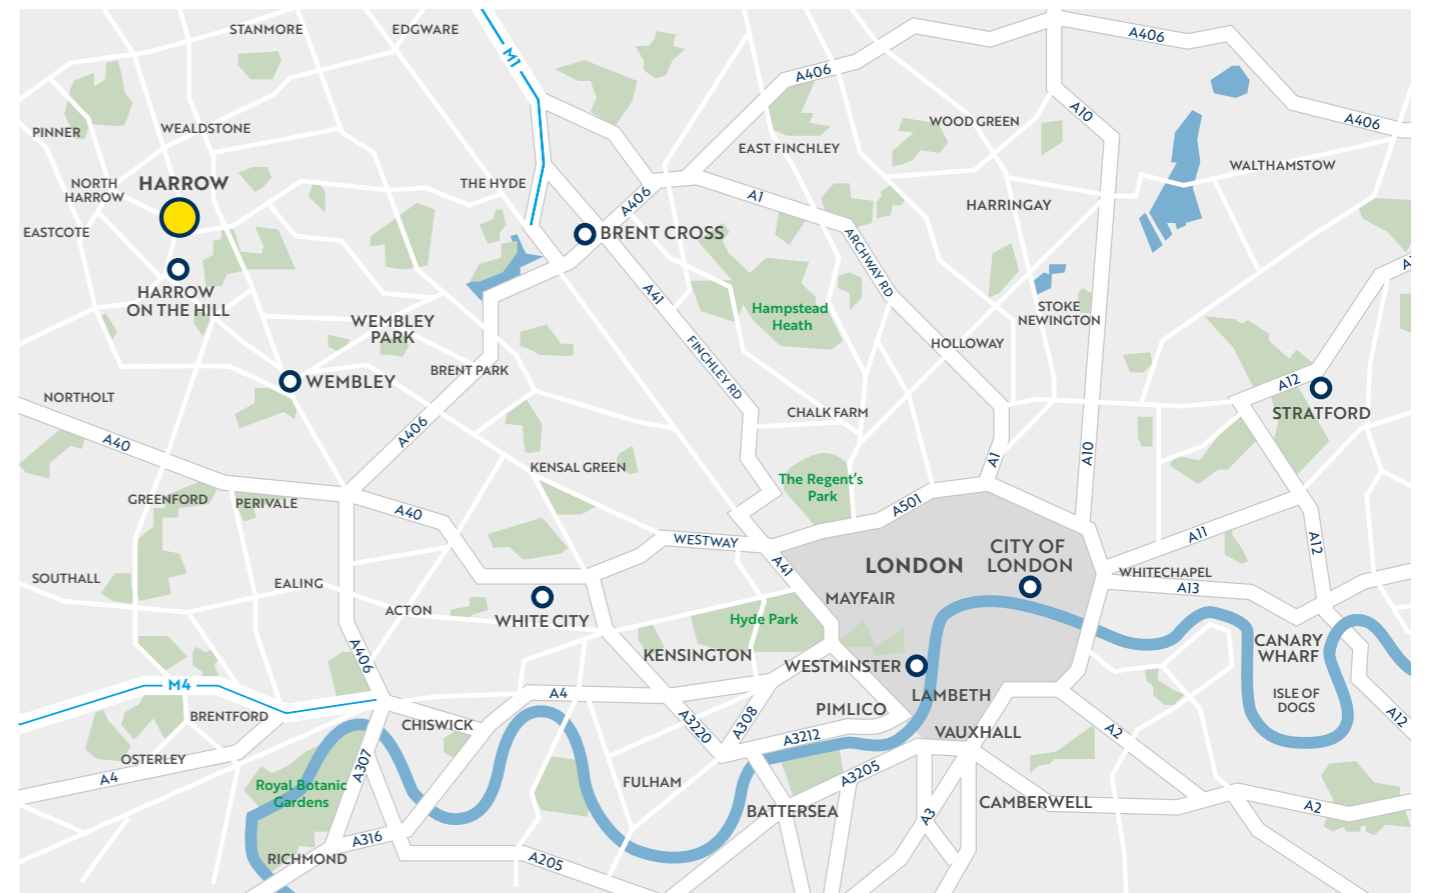 STANMORE
EDGWARE
M1
A406
A406
A10
A406
PINNER
WEALDSTONE
EAST FINCHLEY
WOOD GREEN
WALTHAMSTOW
NORTH
HARROW
HARROW
THE HYDE
A406
A1
HARRINGAY
EASTCOTE
BRENT CROSS
ARCHWAY RD
HARROW
ON THE HILL
A41
Hampstead
Heath
STOKE
NEWINGTON
WEMBLEY
PARK
FINCHLEY RD
HOLLOWAY
BRENT PARK
WEMBLEY
A12
STRATFORD
NORTHOLT
CHALK FARM
A40
A406
A1
A10
KENSAL GREEN
The Regent's
Park
GREENFORD
PERIVALE
A40
A501
WESTWAY
A11
A12
LONDON
CITY OF
LONDON
A41
SOUTHALL
EALING
ACTON
WHITE CITY
MAYFAIR
WHITECHAPEL
A13
Hyde Park
A406
KENSINGTON
WESTMINSTER
CANARY
WHARF
M4
A4
LAMBETH
ISLE OF
DOGS
BRENTFORD
CHISWICK
A3220
A308
PIMLICO
A3212
VAUXHALL
A2
A12
OSTERLEY
A4
A307
Royal Botanic
Gardens
FULHAM
A3205
BATTERSEA
A3
CAMBERWELL
A2
A316
RICHMOND
A205